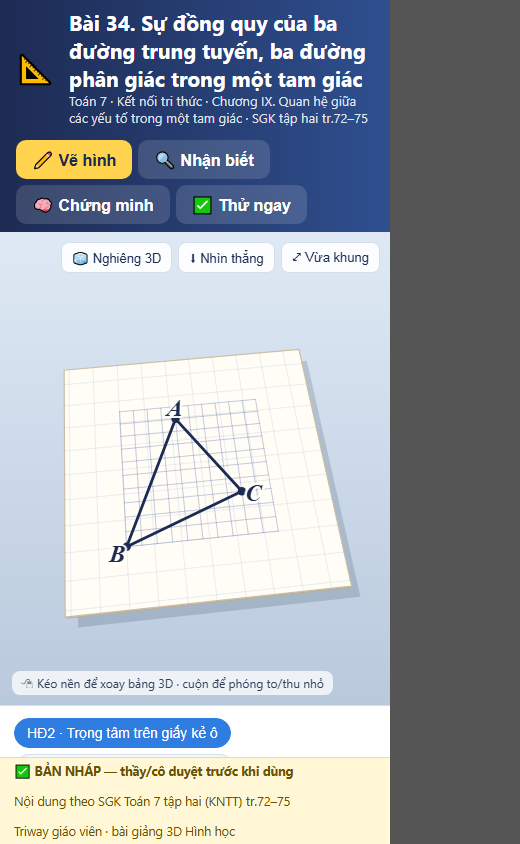 Bài 34. Sự đồng quy của ba
đường trung tuyến, ba đường
phân giác trong một tam giác
Toán 7 · Kết nối tri thức · Chương IX. Quan hệ giữa
các yếu tố trong một tam giác · SGK tập hai tr.72–75
Vẽ hình
Nhận biết
Chứng minh
Thử ngay
Nghiêng 3D
Nhìn thẳng
Vừa khung
A
C
B
Kéo nền để xoay bảng 3D · cuộn để phóng to/thu nhỏ
HĐ2 · Trọng tâm trên giấy kẻ ô
BẢN NHÁP — thầy/cô duyệt trước khi dùng
Nội dung theo SGK Toán 7 tập hai (KNTT) tr.72–75
Triway giáo viên · bài giảng 3D Hình học